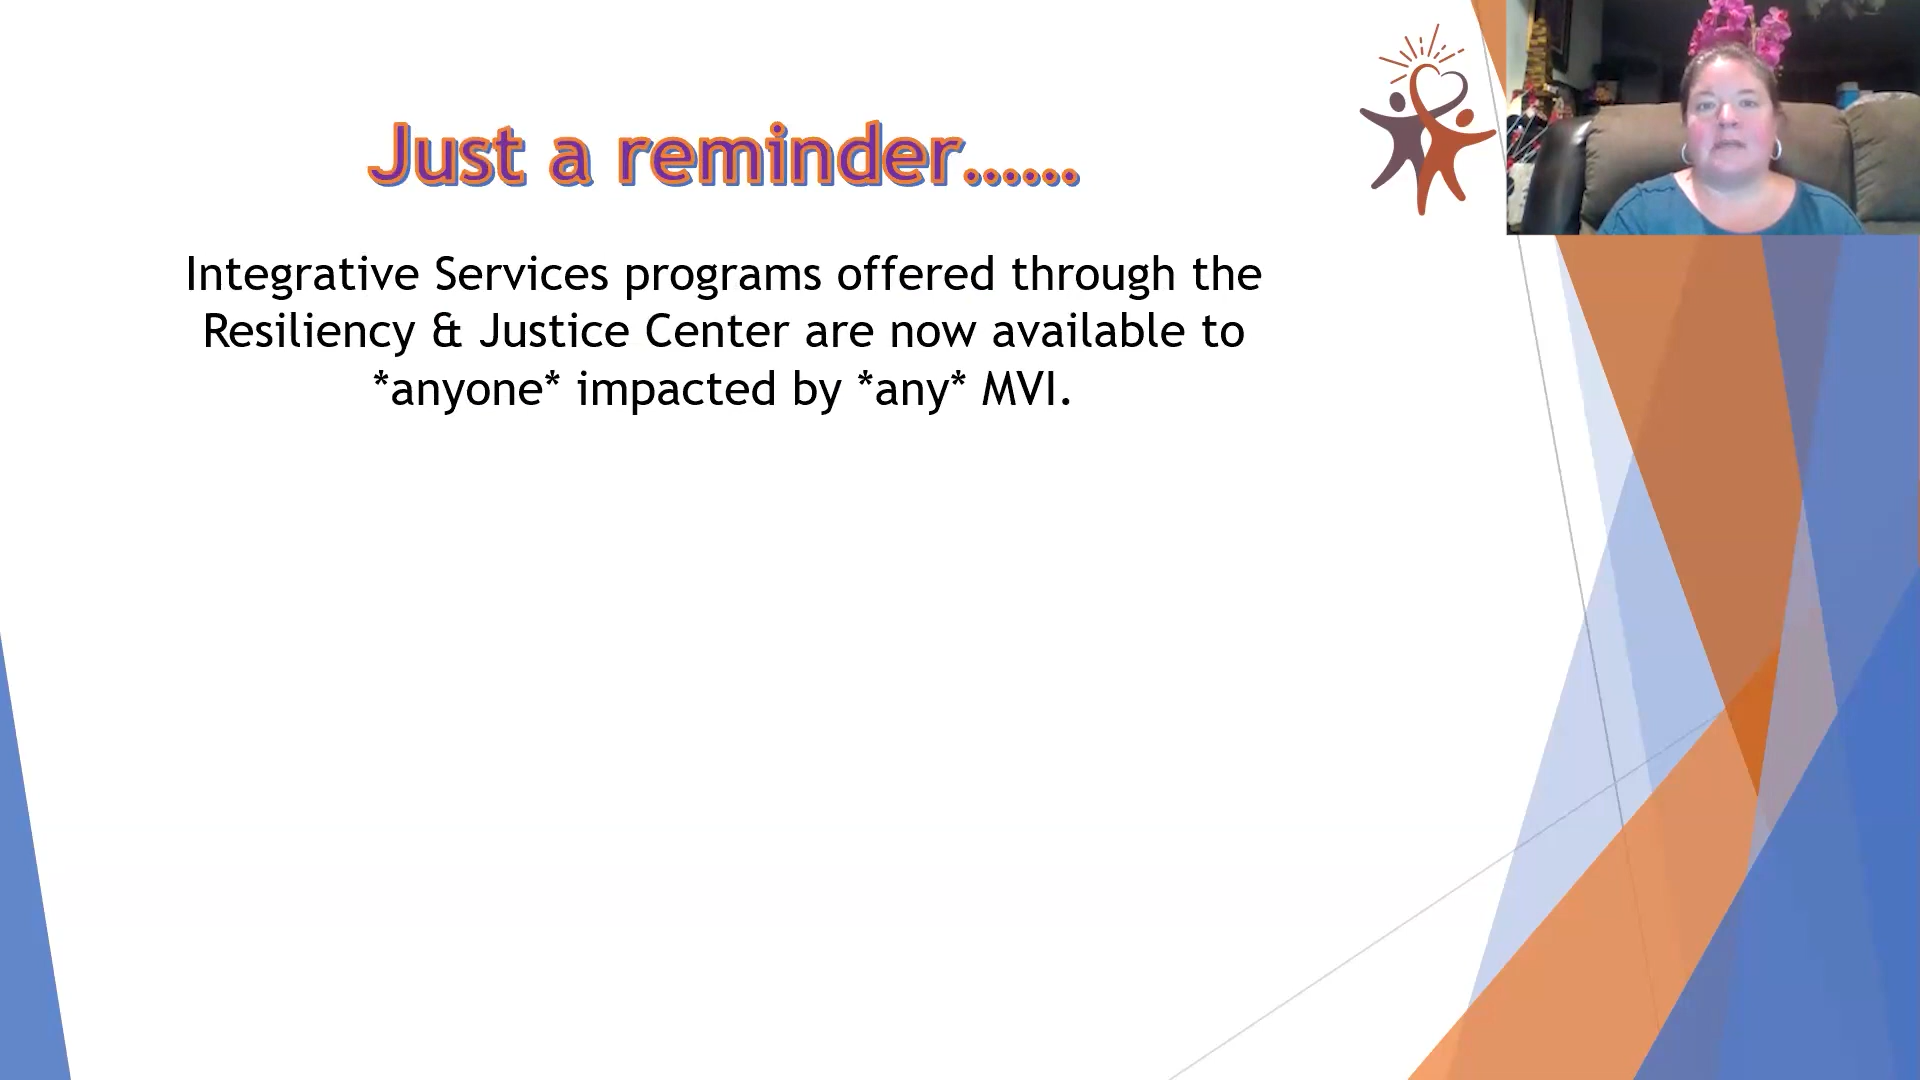 Just a reminder......
Integrative Services programs offered through the
Resiliency & Justice Center are now available to
*anyone* impacted by *any* MVI.